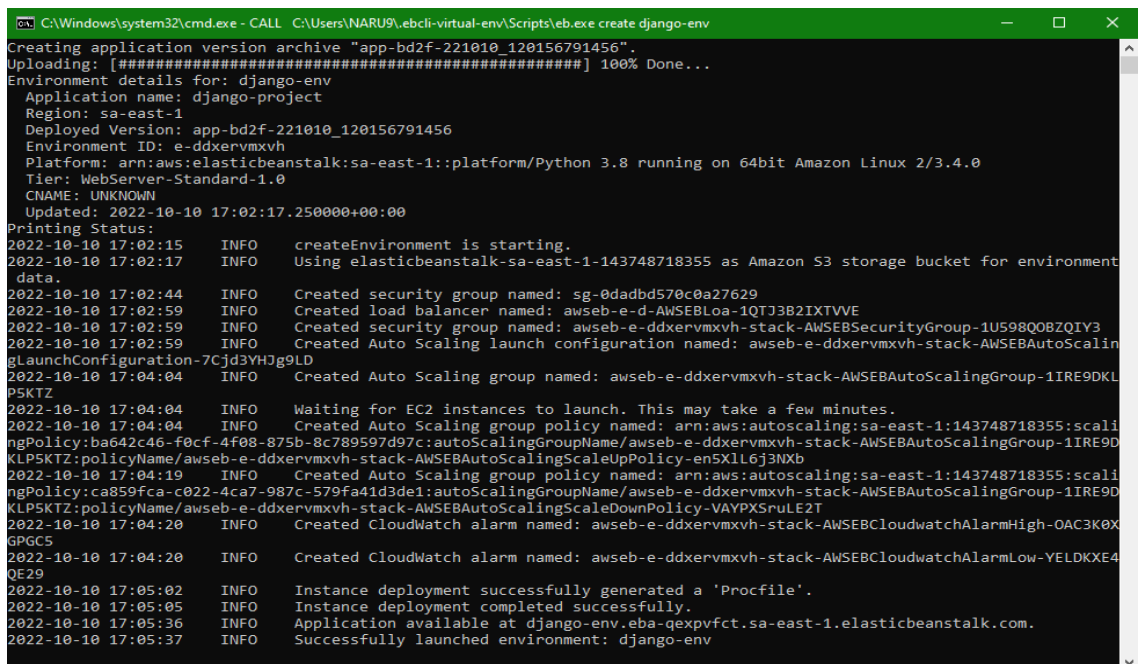 C:\Windows\system32\cmd.exe - CALL C:\Users\NARU9\.ebcli-virtual-env\Scripts\eb.exe create django-env
Creating application version archive "app-bd2f-221010_120156791456".
Uploading: [##################################################] 100% Done...
Environment details for: django-env
  Application name: django-project
  Region: sa-east-1
  Deployed Version: app-bd2f-221010_120156791456
  Environment ID: e-ddxervmxvh
  Platform: arn:aws:elasticbeanstalk:sa-east-1::platform/Python 3.8 running on 64bit Amazon Linux 2/3.4.0
  Tier: WebServer-Standard-1.0
  CNAME: UNKNOWN
  Updated: 2022-10-10 17:02:17.250000+00:00
Printing Status:
2022-10-10 17:02:15    INFO    createEnvironment is starting.
2022-10-10 17:02:17    INFO    Using elasticbeanstalk-sa-east-1-143748718355 as Amazon S3 storage bucket for environment
 data.
2022-10-10 17:02:44    INFO    Created security group named: sg-0dadbd570c0a27629
2022-10-10 17:02:59    INFO    Created load balancer named: awseb-e-d-AWSEBLoa-1QTJ3B2IXTVVE
2022-10-10 17:02:59    INFO    Created security group named: awseb-e-ddxervmxvh-stack-AWSEBSecurityGroup-1U598QOBZQIY3
2022-10-10 17:02:59    INFO    Created Auto Scaling launch configuration named: awseb-e-ddxervmxvh-stack-AWSEBAutoScalin
gLaunchConfiguration-7Cjd3YHJg9LD
2022-10-10 17:04:04    INFO    Created Auto Scaling group named: awseb-e-ddxervmxvh-stack-AWSEBAutoScalingGroup-1IRE9DKL
P5KTZ
2022-10-10 17:04:04    INFO    Waiting for EC2 instances to launch. This may take a few minutes.
2022-10-10 17:04:04    INFO    Created Auto Scaling group policy named: arn:aws:autoscaling:sa-east-1:143748718355:scali
ngPolicy:ba642c46-f0cf-4f08-875b-8c789597d97c:autoScalingGroupName/awseb-e-ddxervmxvh-stack-AWSEBAutoScalingGroup-1IRE9D
KLP5KTZ:policyName/awseb-e-ddxervmxvh-stack-AWSEBAutoScalingScaleUpPolicy-en5XlL6j3NXb
2022-10-10 17:04:19    INFO    Created Auto Scaling group policy named: arn:aws:autoscaling:sa-east-1:143748718355:scali
ngPolicy:ca859fca-c022-4ca7-987c-579fa41d3de1:autoScalingGroupName/awseb-e-ddxervmxvh-stack-AWSEBAutoScalingGroup-1IRE9D
KLP5KTZ:policyName/awseb-e-ddxervmxvh-stack-AWSEBAutoScalingScaleDownPolicy-VAYPXSruLE2T
2022-10-10 17:04:20    INFO    Created CloudWatch alarm named: awseb-e-ddxervmxvh-stack-AWSEBCloudwatchAlarmHigh-OAC3K0X
GPGC5
2022-10-10 17:04:20    INFO    Created CloudWatch alarm named: awseb-e-ddxervmxvh-stack-AWSEBCloudwatchAlarmLow-YELDKXE4
QE29
2022-10-10 17:05:02    INFO    Instance deployment successfully generated a 'Procfile'.
2022-10-10 17:05:05    INFO    Instance deployment completed successfully.
2022-10-10 17:05:36    INFO    Application available at django-env.eba-qexpvfct.sa-east-1.elasticbeanstalk.com.
2022-10-10 17:05:37    INFO    Successfully launched environment: django-env